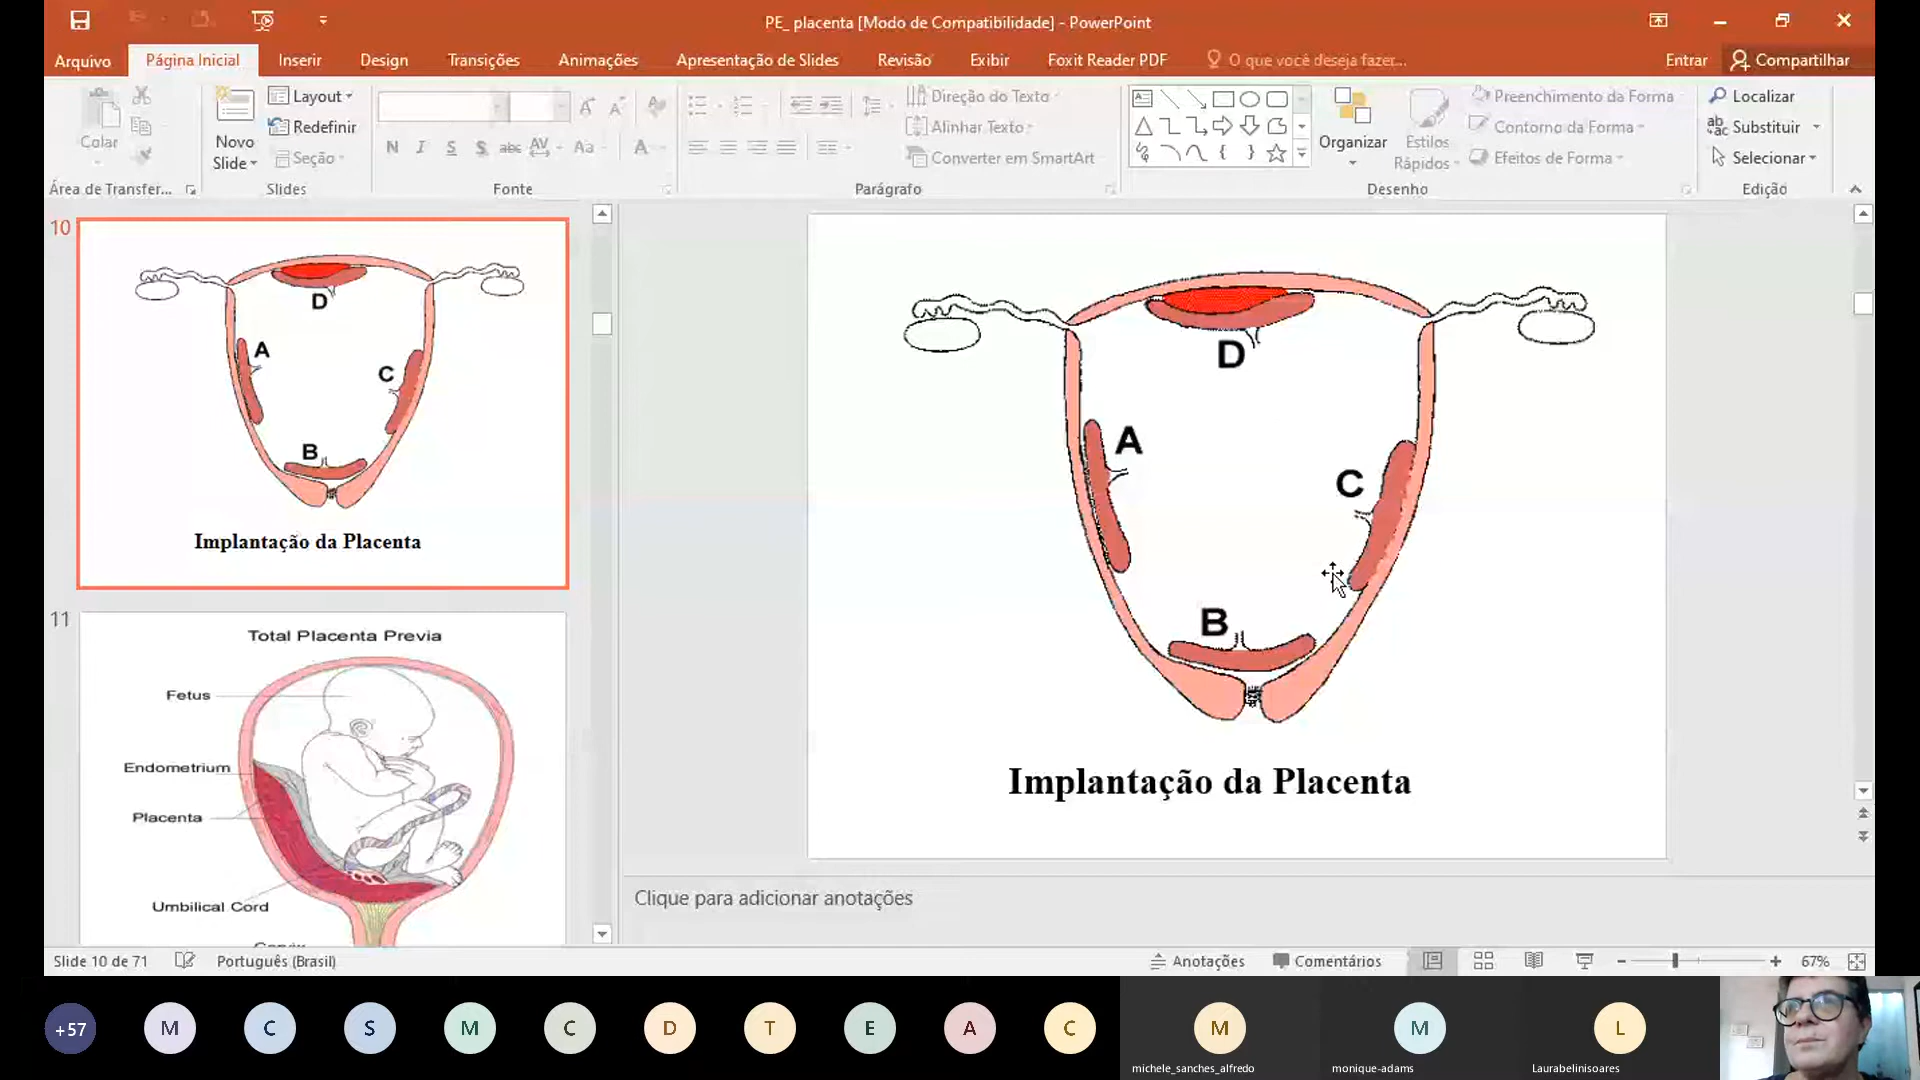 PE_ placenta [Modo de Compatibilidade] - PowerPoint
Arquivo Página Inicial Inserir Design Transições Animações Apresentação de Slides Revisão Exibir Foxit Reader PDF O que você deseja fazer... Entrar Compartilhar
Colar
Área de Transfer...
Novo Slide
Layout
Redefinir
Seção
Slides
N I S S abc AV Aa A
Fonte
Direção do Texto
Alinhar Texto
Converter em SmartArt
Parágrafo
Organizar
Estilos Rápidos
Preenchimento da Forma
Contorno da Forma
Efeitos de Forma
Desenho
Localizar
Substituir
Selecionar
Edição
10
D
A
C
B
Implantação da Placenta
11
Total Placenta Previa
Fetus
Endometrium
Placenta
Umbilical Cord
D
A
C
B
Implantação da Placenta
Clique para adicionar anotações
Slide 10 de 71 Português (Brasil) Anotações Comentários 67%
+57 M C S M C D T E A C M M L
michele_sanches_alfredo monique-adams Laurabelinisoares